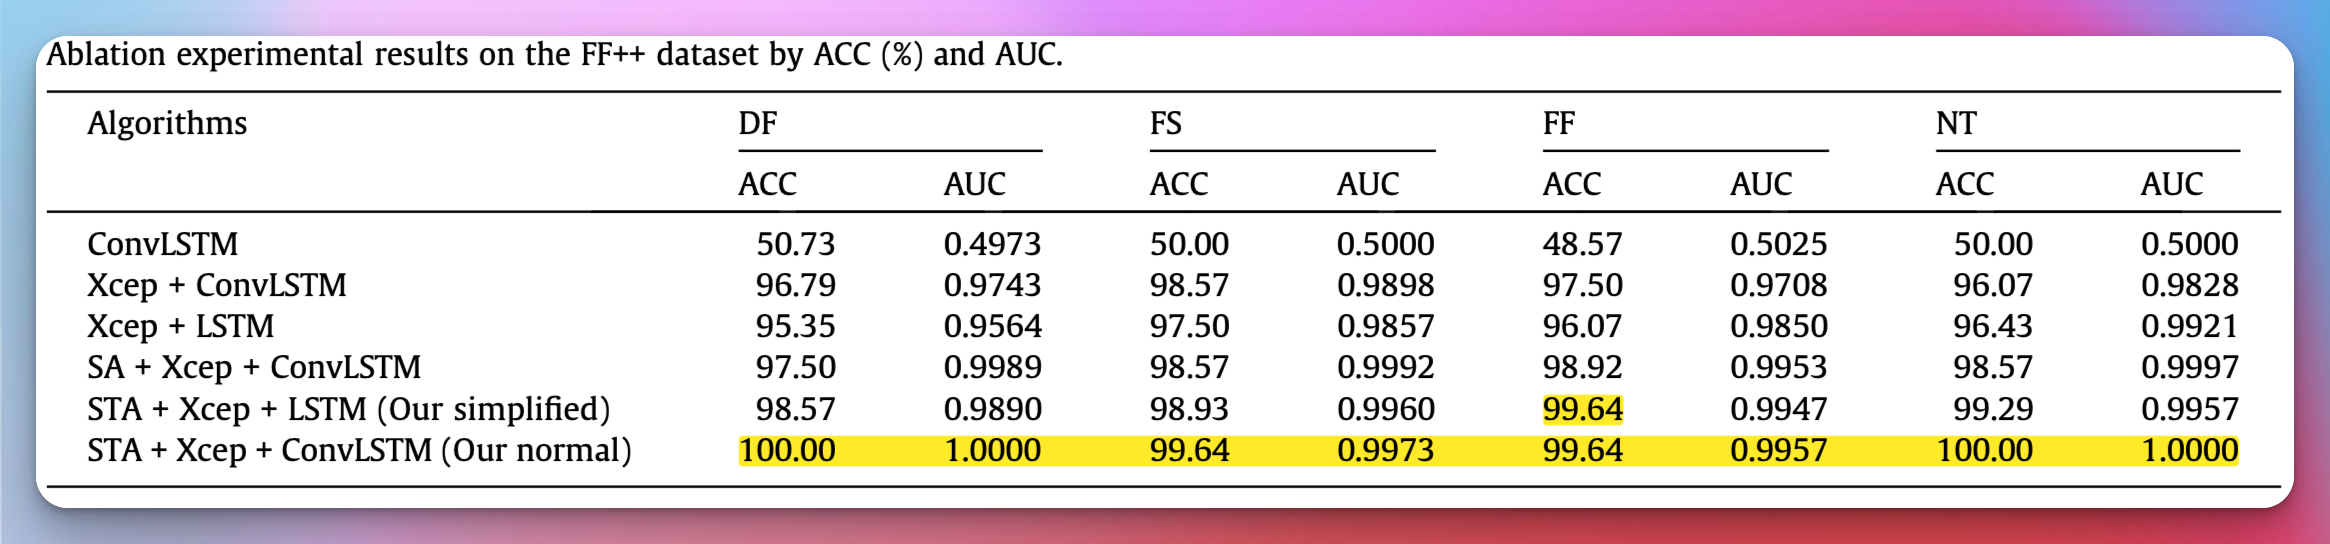 Ablation experimental results on the FF++ dataset by ACC (%) and AUC.
Algorithms DF FS FF NT
ACC AUC ACC AUC ACC AUC ACC AUC
ConvLSTM 50.73 0.4973 50.00 0.5000 48.57 0.5025 50.00 0.5000
Xcep + ConvLSTM 96.79 0.9743 98.57 0.9898 97.50 0.9708 96.07 0.9828
Xcep + LSTM 95.35 0.9564 97.50 0.9857 96.07 0.9850 96.43 0.9921
SA + Xcep + ConvLSTM 97.50 0.9989 98.57 0.9992 98.92 0.9953 98.57 0.9997
STA + Xcep + LSTM (Our simplified) 98.57 0.9890 98.93 0.9960 99.64 0.9947 99.29 0.9957
STA + Xcep + ConvLSTM (Our normal) 100.00 1.0000 99.64 0.9973 99.64 0.9957 100.00 1.0000